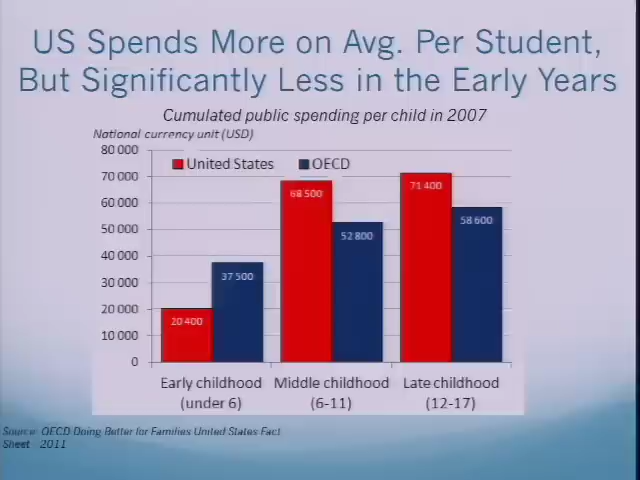 US Spends More on Avg. Per Student,
But Significantly Less in the Early Years
Cumulated public spending per child in 2007
National currency unit (USD)
80 000
70 000
60 000
50 000
40 000
30 000
20 000
10 000
0
United States
OECD
20 400
37 500
68 500
52 800
71 400
58 600
Early childhood
(under 6)
Middle childhood
(6-11)
Late childhood
(12-17)
Source: OECD Doing Better for Families United States Fact
Sheet 2011